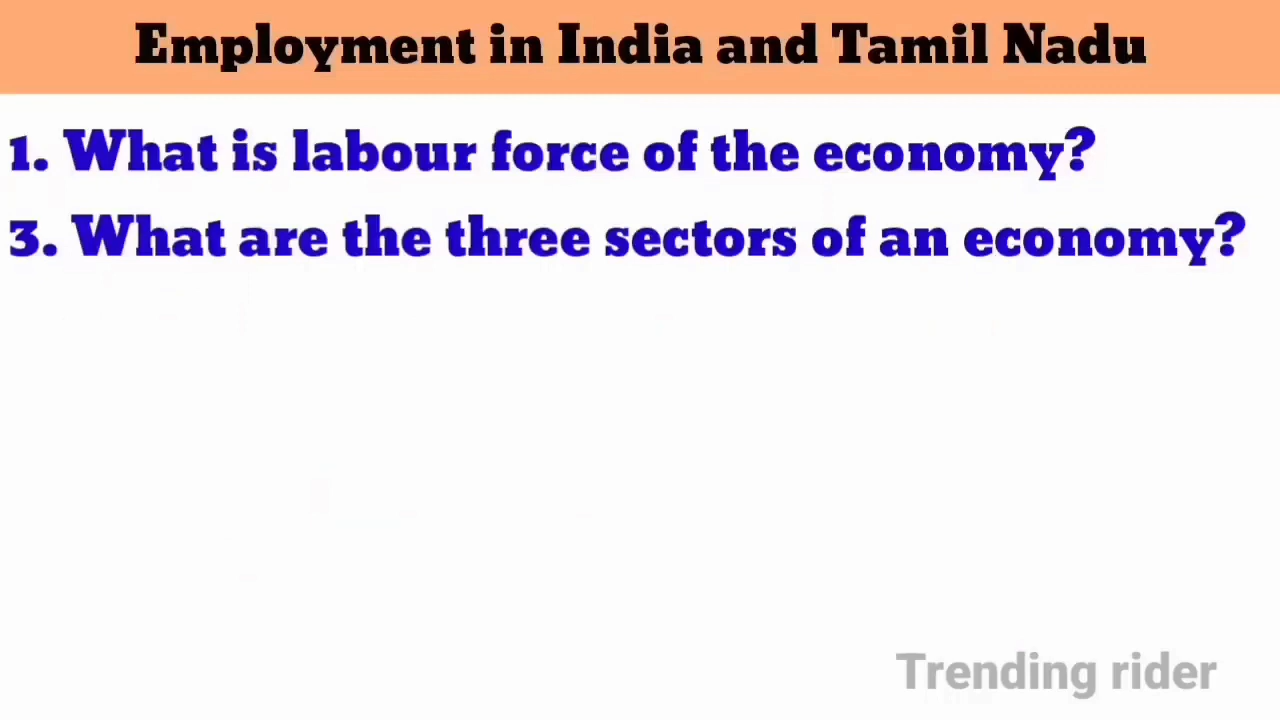 Employment in India and Tamil Nadu
1. What is labour force of the economy?
3. What are the three sectors of an economy?
Trending rider